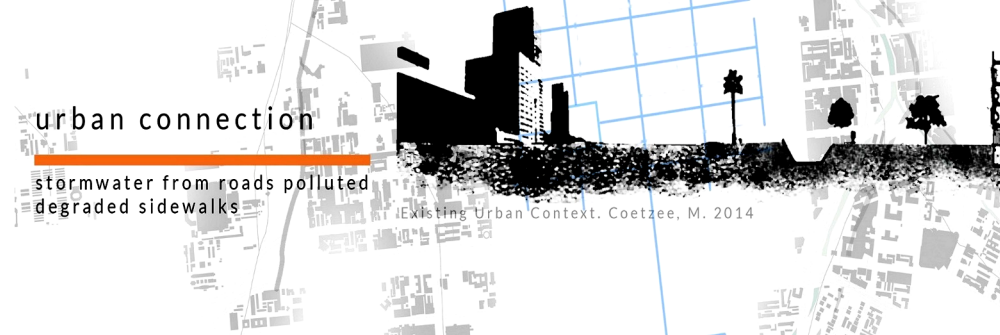 urban connection
stormwater from roads polluted
degraded sidewalks
Existing Urban Context. Coetzee, M. 2014